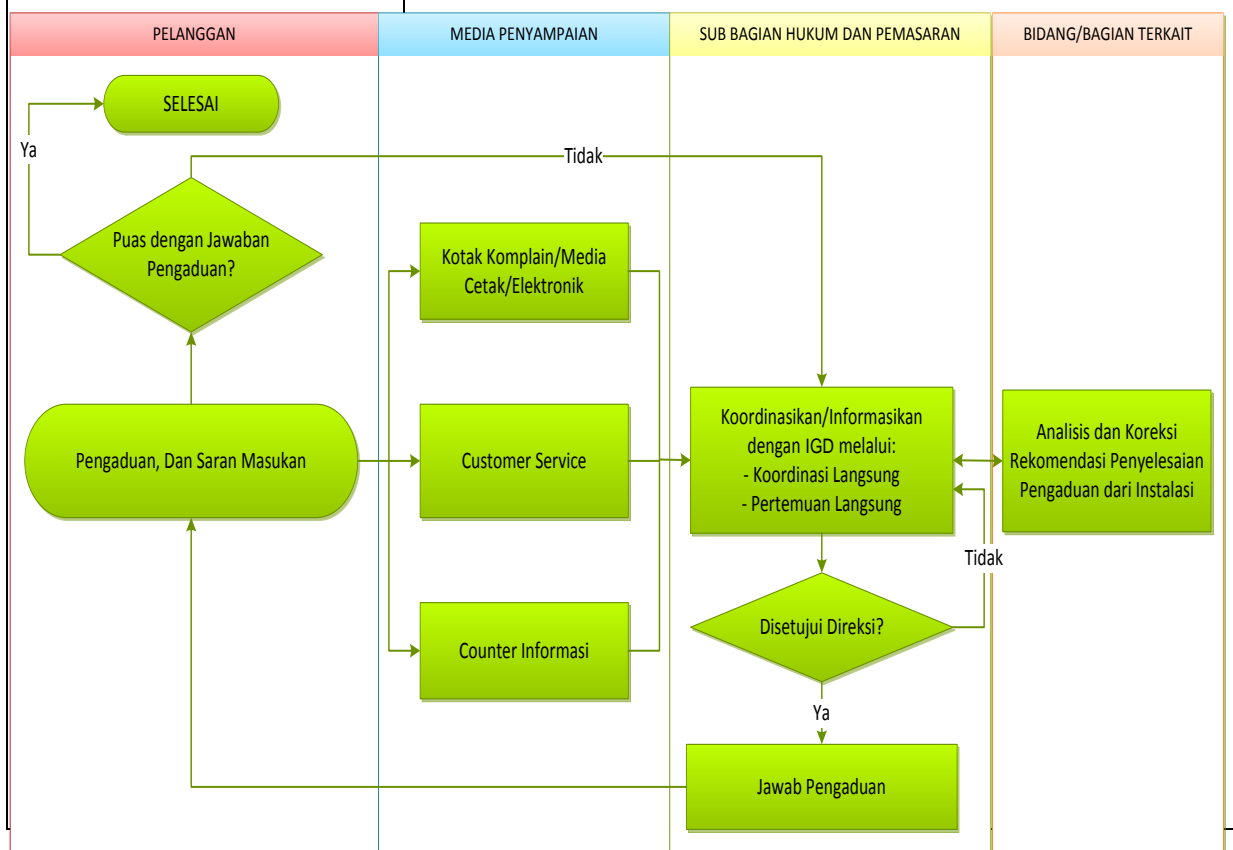 PELANGGAN
MEDIA PENYAMPAIAN
SUB BAGIAN HUKUM DAN PEMASARAN
BIDANG/BAGIAN TERKAIT
SELESAI
Ya
Tidak
Puas dengan Jawaban
Pengaduan?
Kotak Komplain/Media
Cetak/Elektronik
Pengaduan, Dan Saran Masukan
Customer Service
Koordinasikan/Informasikan
dengan IGD melalui:
- Koordinasi Langsung
- Pertemuan Langsung
Analisis dan Koreksi
Rekomendasi Penyelesaian
Pengaduan dari Instalasi
Tidak
Counter Informasi
Disetujui Direksi?
Ya
Jawab Pengaduan